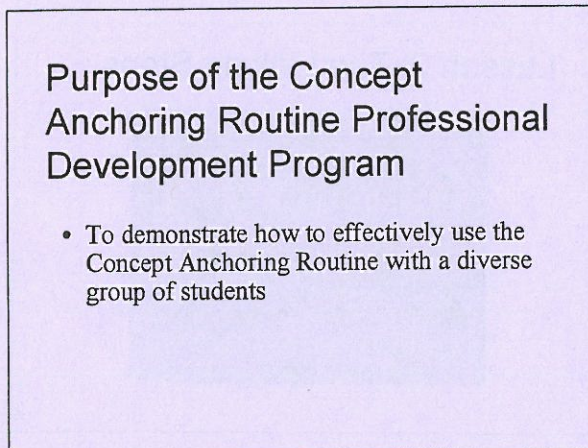 Purpose of the Concept
Anchoring Routine Professional
Development Program
• To demonstrate how to effectively use the
Concept Anchoring Routine with a diverse
group of students